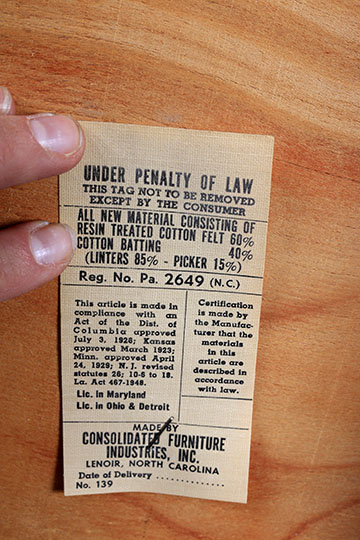 UNDER PENALTY OF LAW
THIS TAG NOT TO BE REMOVED
EXCEPT BY THE CONSUMER
ALL NEW MATERIAL CONSISTING OF
RESIN TREATED COTTON FELT 60%
COTTON BATTING 40%
(LINTERS 85% - PICKER 15%)
Reg. No. Pa. 2649 (N.C.)
This article is made in
compliance with an
Act of the Dist. of
Columbia approved
July 3, 1926; Kansas
approved March 1923;
Minn. approved April
24, 1929; N. J. revised
statutes 26; 10-6 to 18.
La. Act 467-1948.
Lic. in Maryland
Lic. in Ohio & Detroit
Certification
is made by
the Manufac-
turer that the
materials
in this
article are
described in
accordance
with law.
MADE BY
CONSOLIDATED FURNITURE
INDUSTRIES, INC.
LENOIR, NORTH CAROLINA
Date of Delivery ................
No. 139